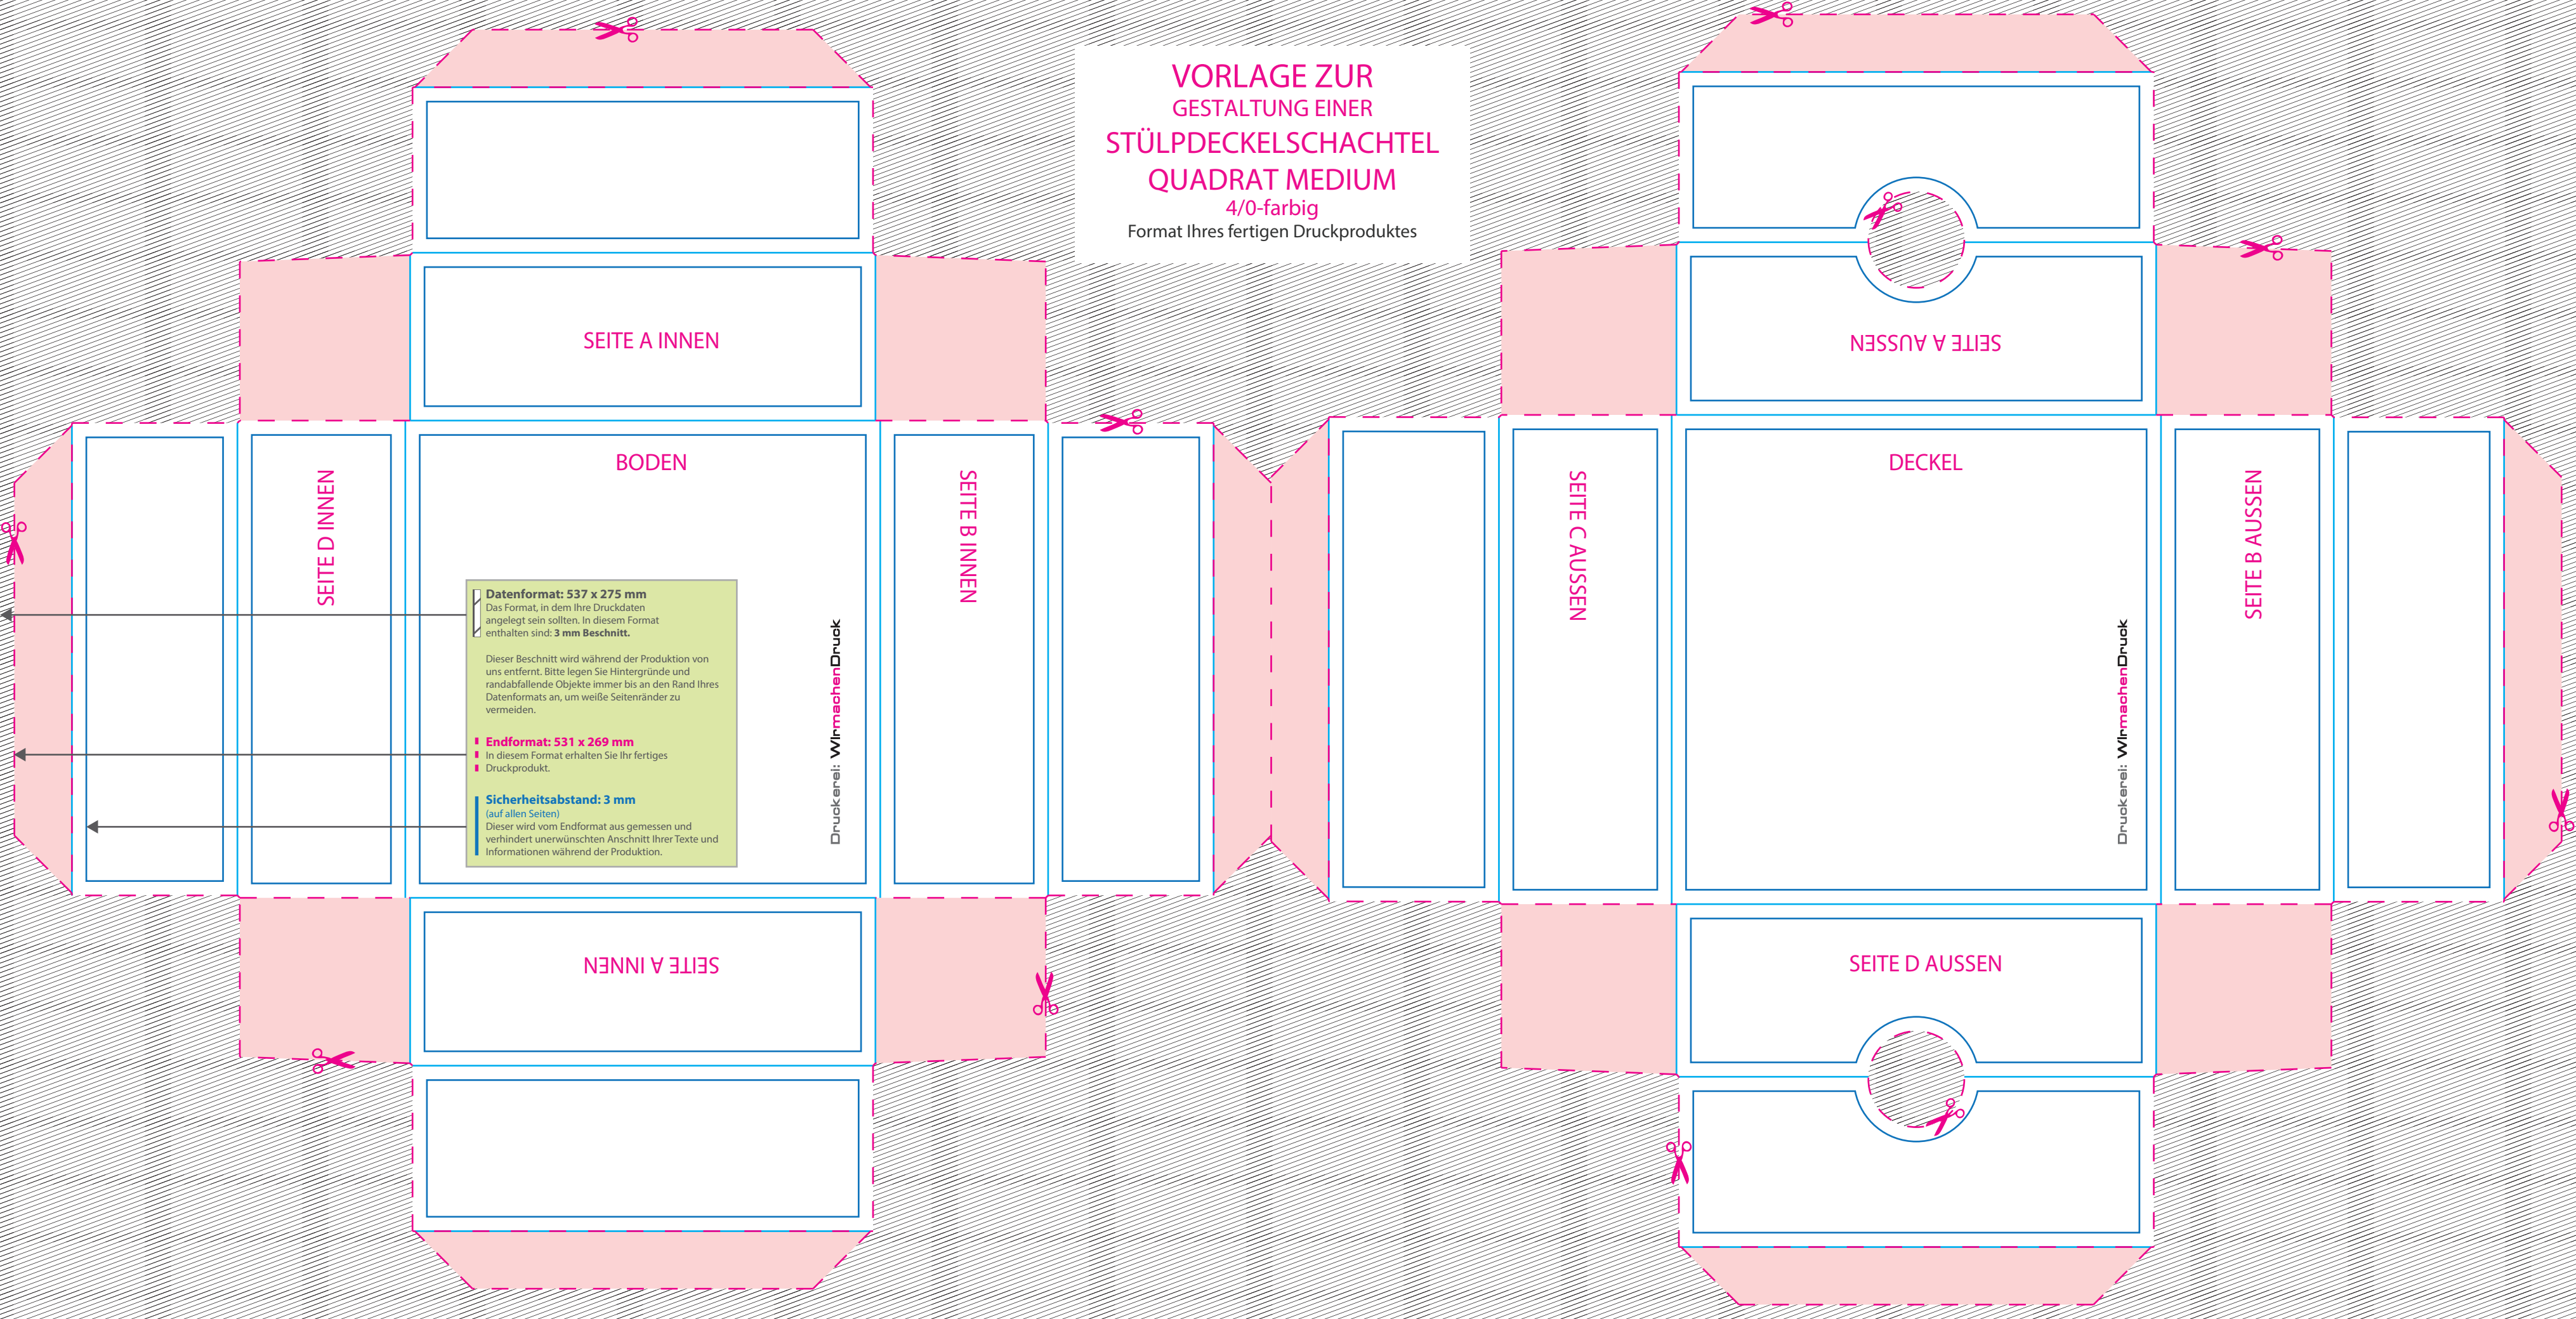 VORLAGE ZUR
GESTALTUNG EINER
STÜLPDECKELSCHACHTEL
QUADRAT MEDIUM
4/0-farbig
Format Ihres fertigen Druckproduktes
SEITE A INNEN
SEITE D INNEN
BODEN
SEITE B INNEN
Datenformat: 537 x 275 mm
Das Format, in dem Ihre Druckdaten
angelegt sein sollten. In diesem Format
enthalten sind: 3 mm Beschnitt.
Dieser Beschnitt wird während der Produktion von
uns entfernt. Bitte legen Sie Hintergründe und
randabfallende Objekte immer bis an den Rand Ihres
Datenformats an, um weiße Seitenränder zu
vermeiden.
Endformat: 531 x 269 mm
In diesem Format erhalten Sie Ihr fertiges
Druckprodukt.
Sicherheitsabstand: 3 mm
(auf allen Seiten)
Dieser wird vom Endformat aus gemessen und
verhindert unerwünschten Anschnitt Ihrer Texte und
Informationen während der Produktion.
Druckerei: WIrmachenDruck
SEITE A INNEN
SEITE A AUSSEN
SEITE C AUSSEN
DECKEL
SEITE B AUSSEN
Druckerei: WIrmachenDruck
SEITE D AUSSEN